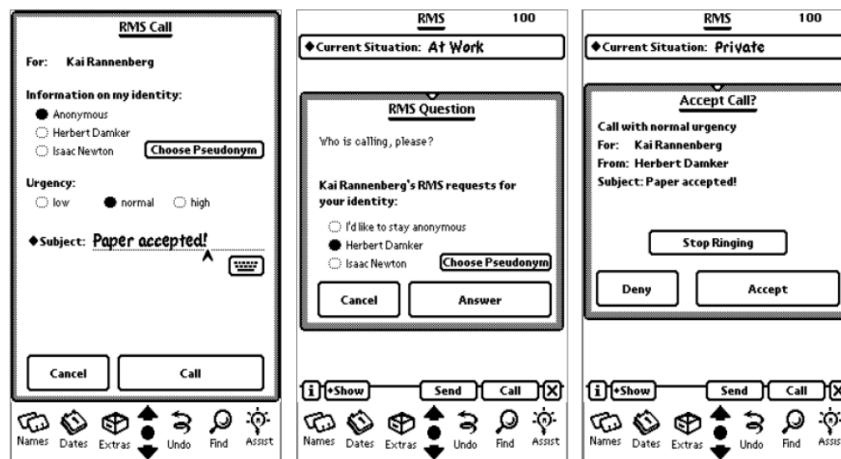 RMS Call
For: Kai Rannenberg
Information on my identity:
Anonymous
Herbert Damker
Isaac Newton
Choose Pseudonym
Urgency:
low normal high
◆Subject: Paper accepted!
Cancel Call
Names Dates Extras Undo Find Assist
RMS 100
◆Current Situation: At Work
RMS Question
Who is calling, please?
Kai Rannenberg's RMS requests for
your identity:
I'd like to stay anonymous
Herbert Damker
Isaac Newton
Choose Pseudonym
Cancel Answer
i ◆Show Send Call X
Names Dates Extras Undo Find Assist
RMS 100
◆Current Situation: Private
Accept Call?
Call with normal urgency
For: Kai Rannenberg
From: Herbert Damker
Subject: Paper accepted!
Stop Ringing
Deny Accept
i ◆Show Send Call X
Names Dates Extras Undo Find Assist